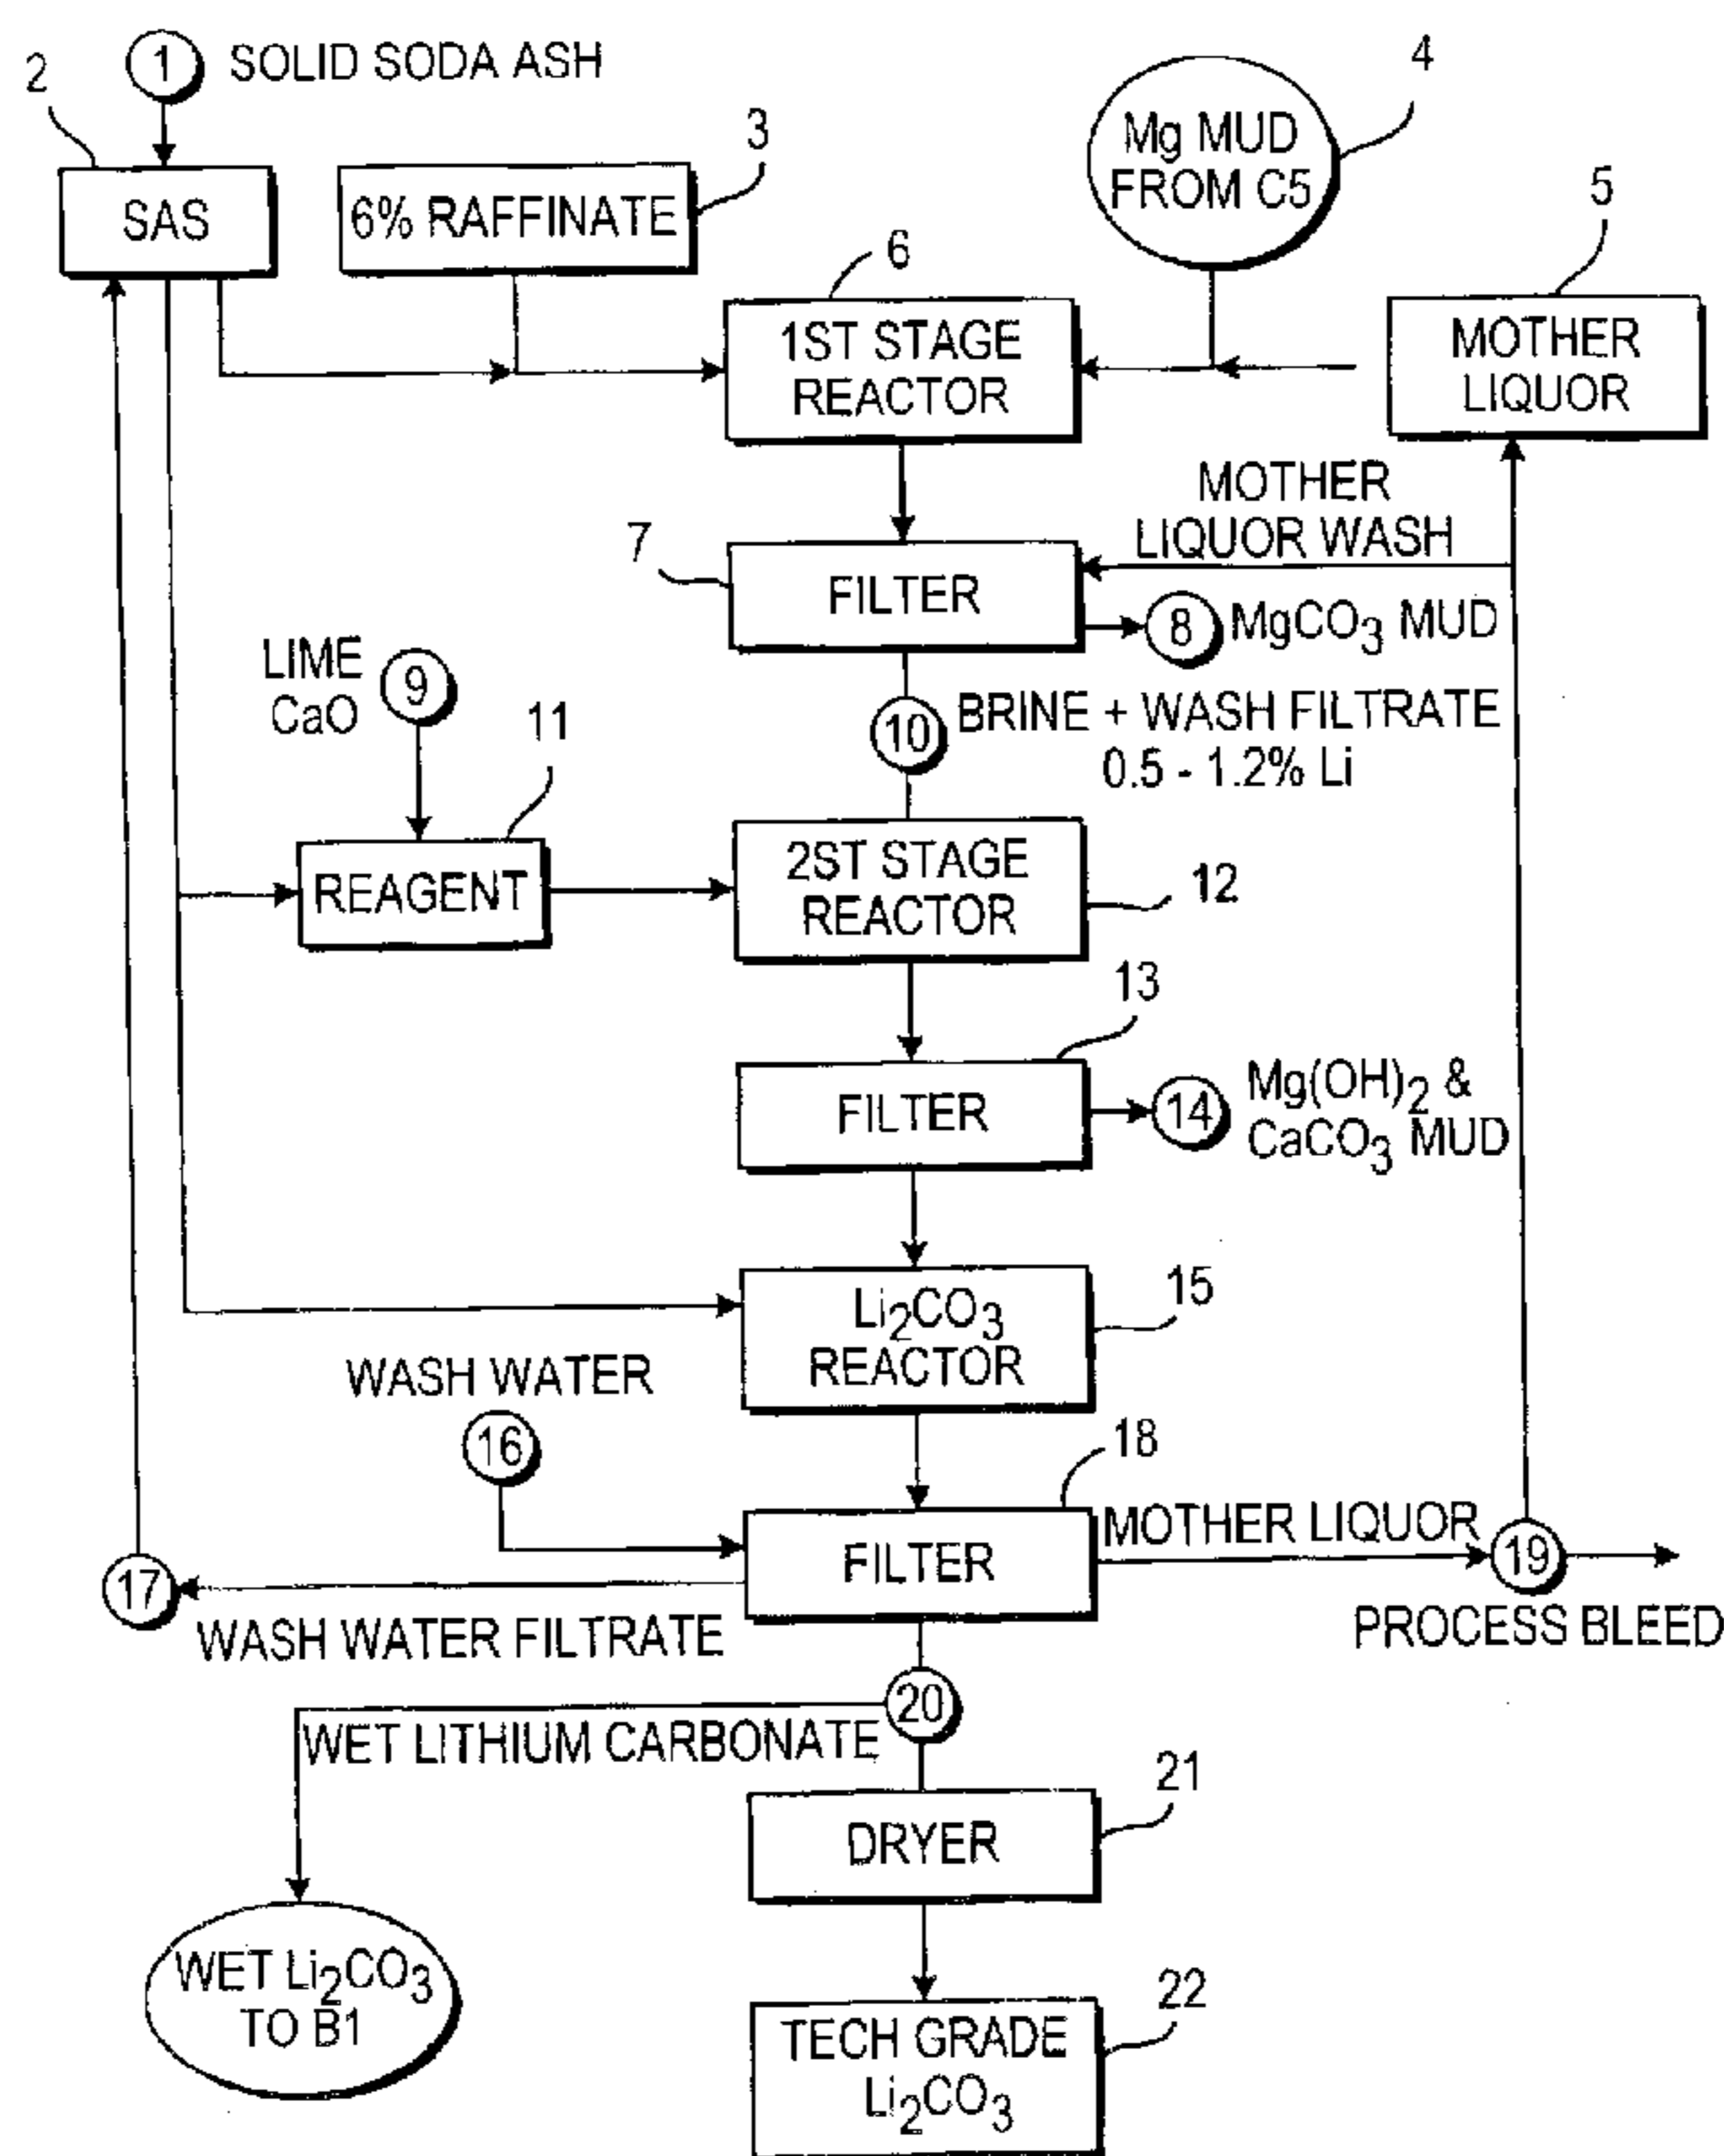 1 SOLID SODA ASH
2
SAS
3
6% RAFFINATE
4
Mg MUD
FROM C5
5
MOTHER
LIQUOR
6
1ST STAGE
REACTOR
MOTHER
LIQUOR WASH
7
FILTER
8 MgCO3 MUD
LIME
CaO
9
10 BRINE + WASH FILTRATE
0.5 - 1.2% Li
11
REAGENT
2ST STAGE
REACTOR
12
13
FILTER
14 Mg(OH)2 &
CaCO3 MUD
Li2CO3
REACTOR
15
WASH WATER
16
18
FILTER
MOTHER LIQUOR
19
17
WASH WATER FILTRATE
PROCESS BLEED
20
WET LITHIUM CARBONATE
21
DRYER
WET Li2CO3
TO B1
22
TECH GRADE
Li2CO3